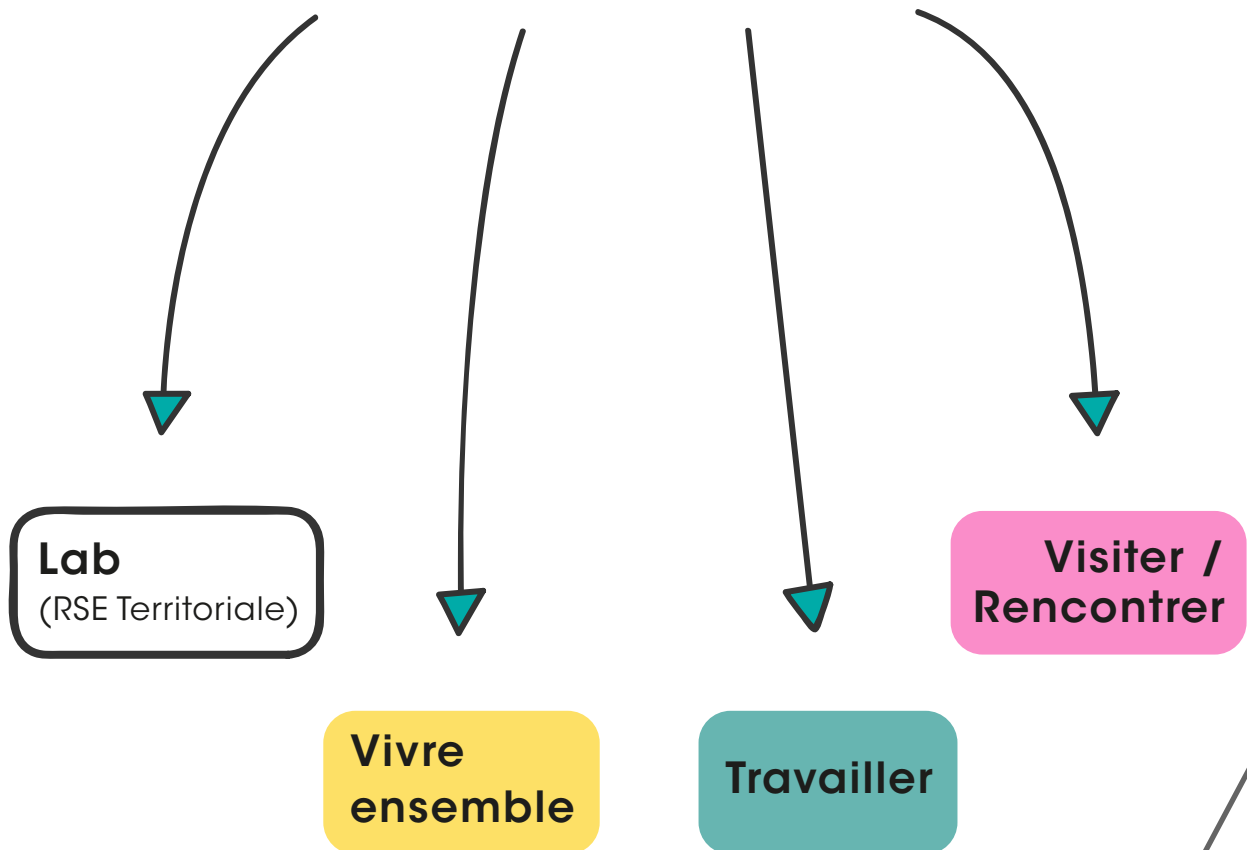 Lab
(RSE Territoriale)
Visiter /
Rencontrer
Vivre
ensemble
Travailler